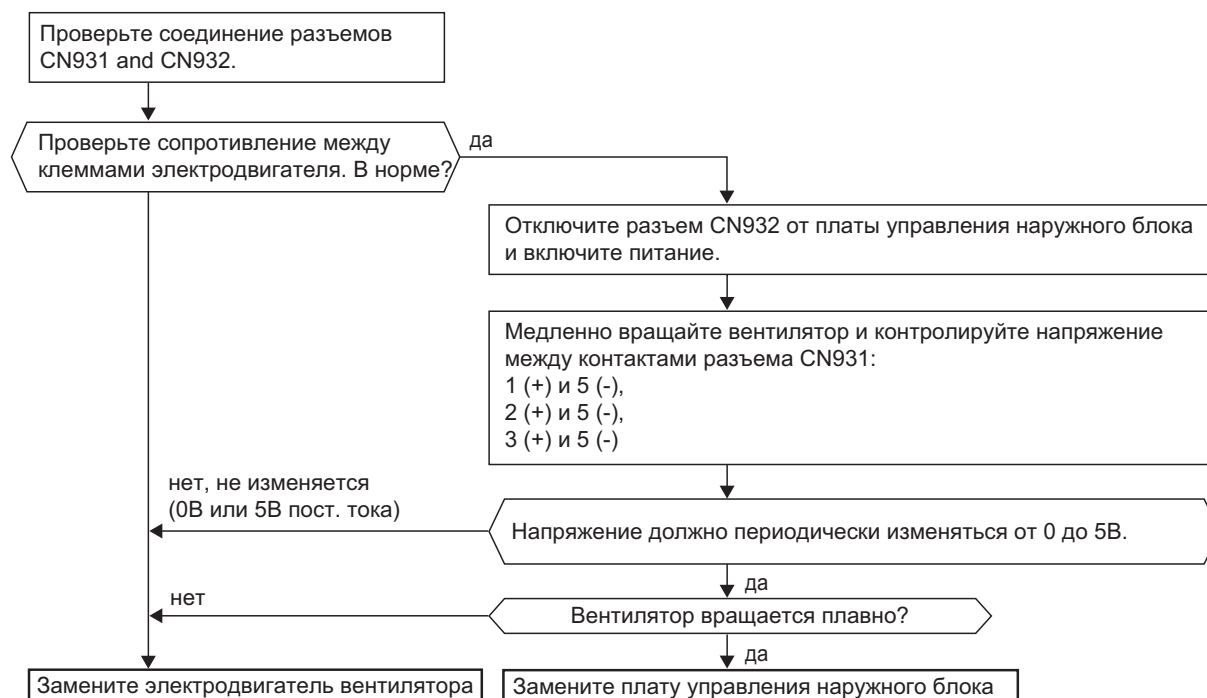 Проверьте соединение разъемов
CN931 and CN932.
Проверьте сопротивление между
клеммами электродвигателя. В норме?
да
Отключите разъем CN932 от платы управления наружного блока
и включите питание.
Медленно вращайте вентилятор и контролируйте напряжение
между контактами разъема CN931:
1 (+) и 5 (-),
2 (+) и 5 (-),
3 (+) и 5 (-)
нет, не изменяется
(0В или 5В пост. тока)
Напряжение должно периодически изменяться от 0 до 5В.
да
нет
Вентилятор вращается плавно?
да
Замените электродвигатель вентилятора
Замените плату управления наружного блока